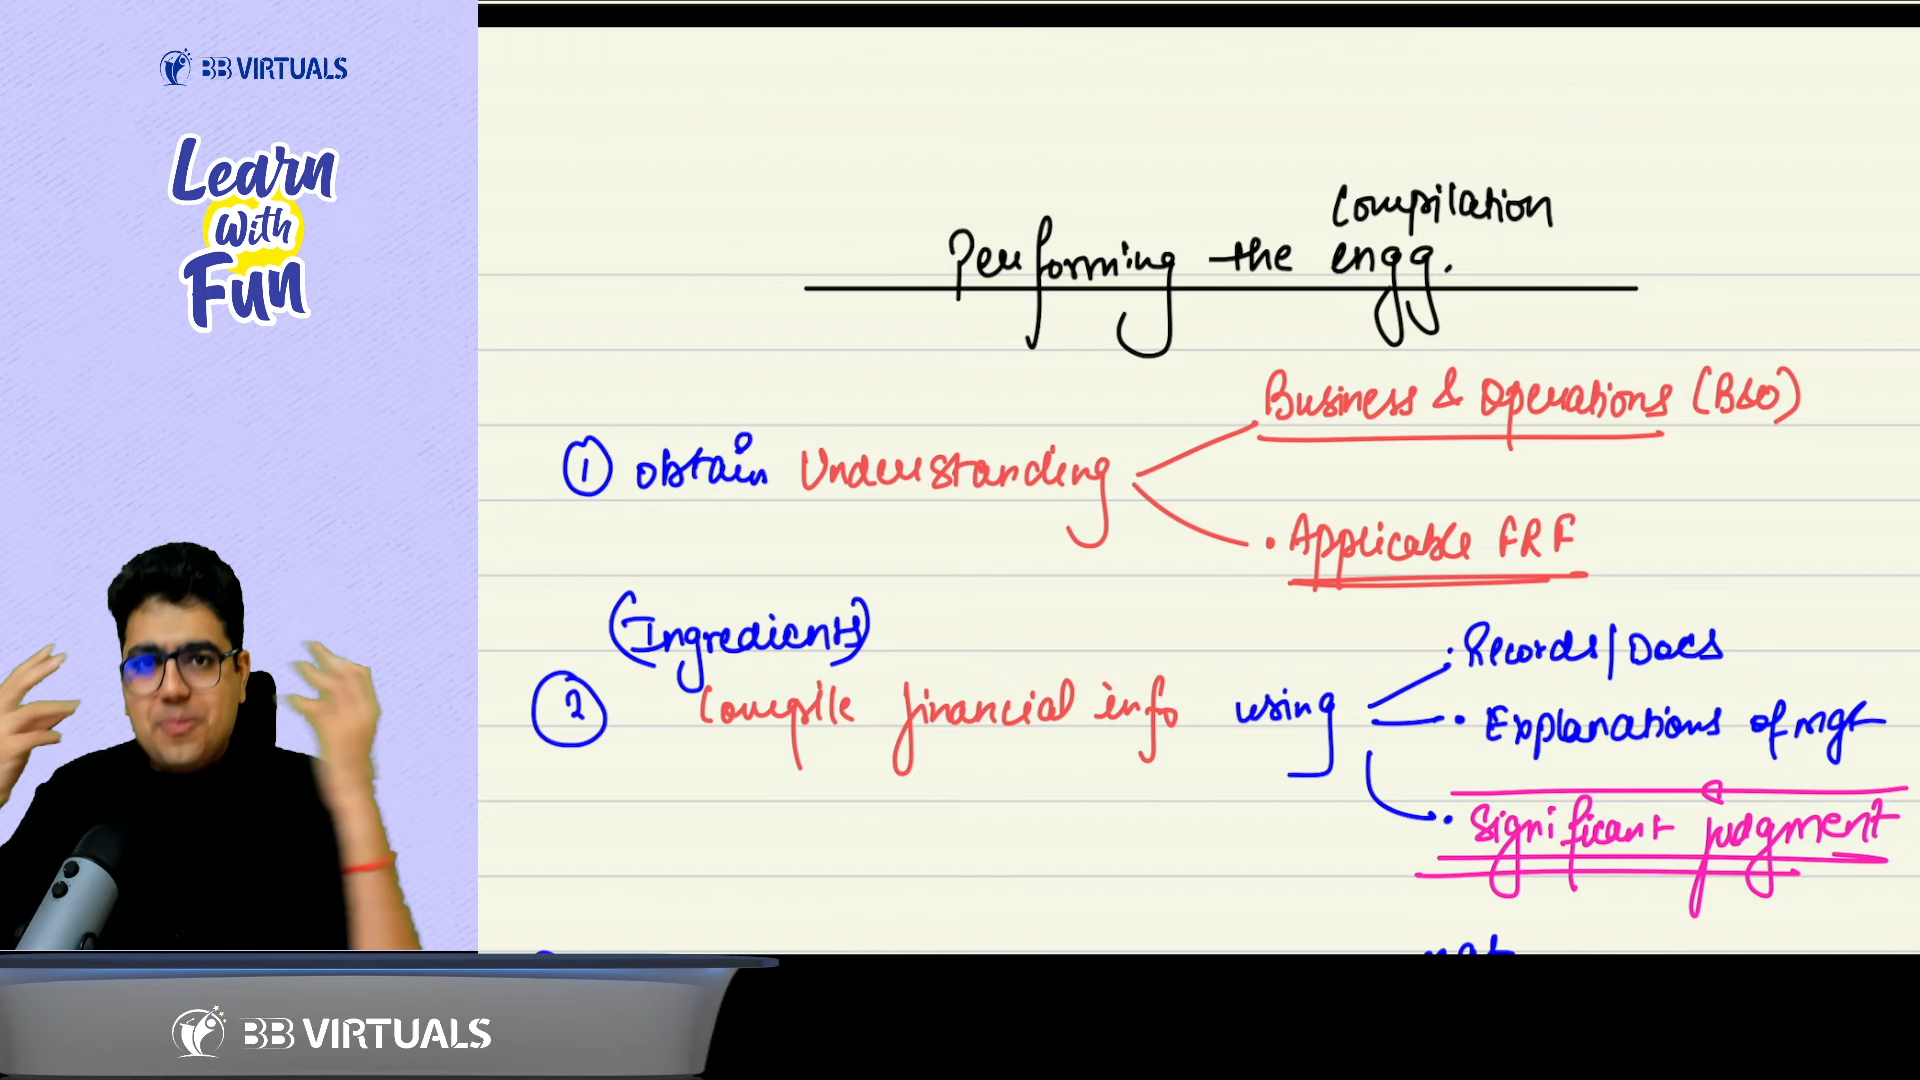 BB VIRTUALS
Learn
With
Fun
Compilation
Performing the engg.
Business & Operations (B&O)
① obtain Understanding
• Applicable FRF
(Ingredients)
• Records/Docs
② Compile financial info using
• Explanations of mgt
• Significant judgment
BB VIRTUALS